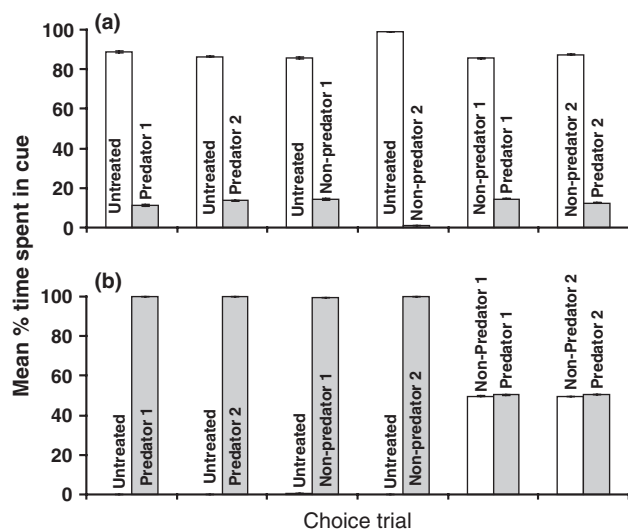 (a)
100
80
60
40
20
0
Untreated
Predator 1
Untreated
Predator 2
Untreated
Non-predator 1
Untreated
Non-predator 2
Non-predator 1
Predator 1
Non-predator 2
Predator 2
Mean % time spent in cue
(b)
100
80
60
40
20
0
Untreated
Predator 1
Untreated
Predator 2
Untreated
Non-predator 1
Untreated
Non-predator 2
Non-Predator 1
Predator 1
Non-Predator 2
Predator 2
Choice trial